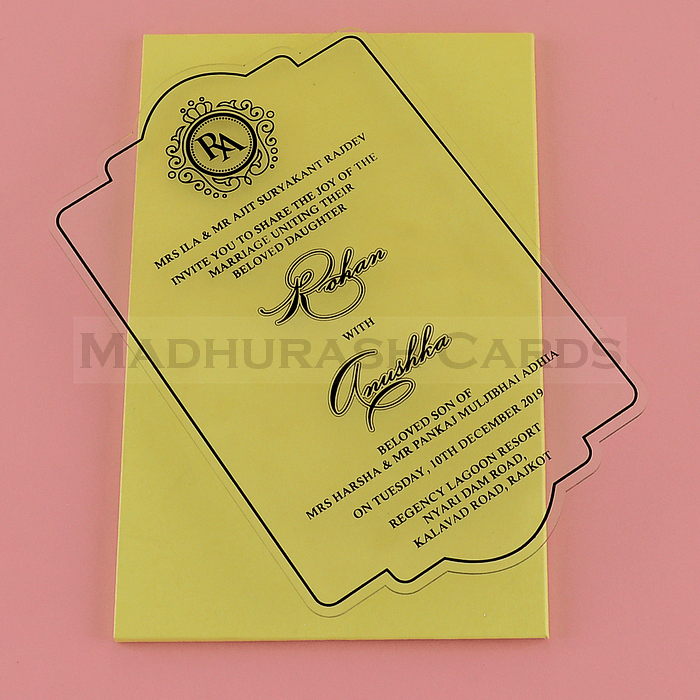 RA
MRS ILA & MR AJIT SURYAKANT RAJDEV
INVITE YOU TO SHARE THE JOY OF THE
MARRIAGE UNITING THEIR
BELOVED DAUGHTER
Rohan
WITH
Anushka
MADHURASH CARDS
BELOVED SON OF
MRS HARSHA & MR PANKAJ MULJIBHAI ADHIA
ON TUESDAY, 10TH DECEMBER 2019
REGENCY LAGOON RESORT
NYARI DAM ROAD,
KALAVAD ROAD, RAJKOT